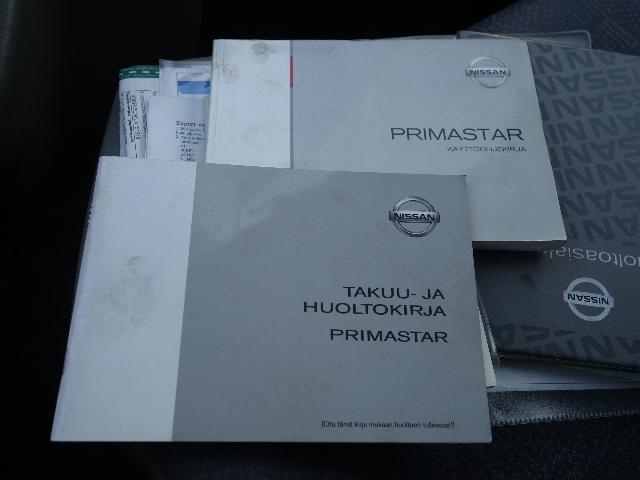 NISSAN
PRIMASTAR
KÄYTTÖOHJEKIRJA
NISSAN
TAKUU- JA
HUOLTOKIRJA
PRIMASTAR
[Ota tämä kirja mukaan huoltoon tullessasi!]
NISSAN